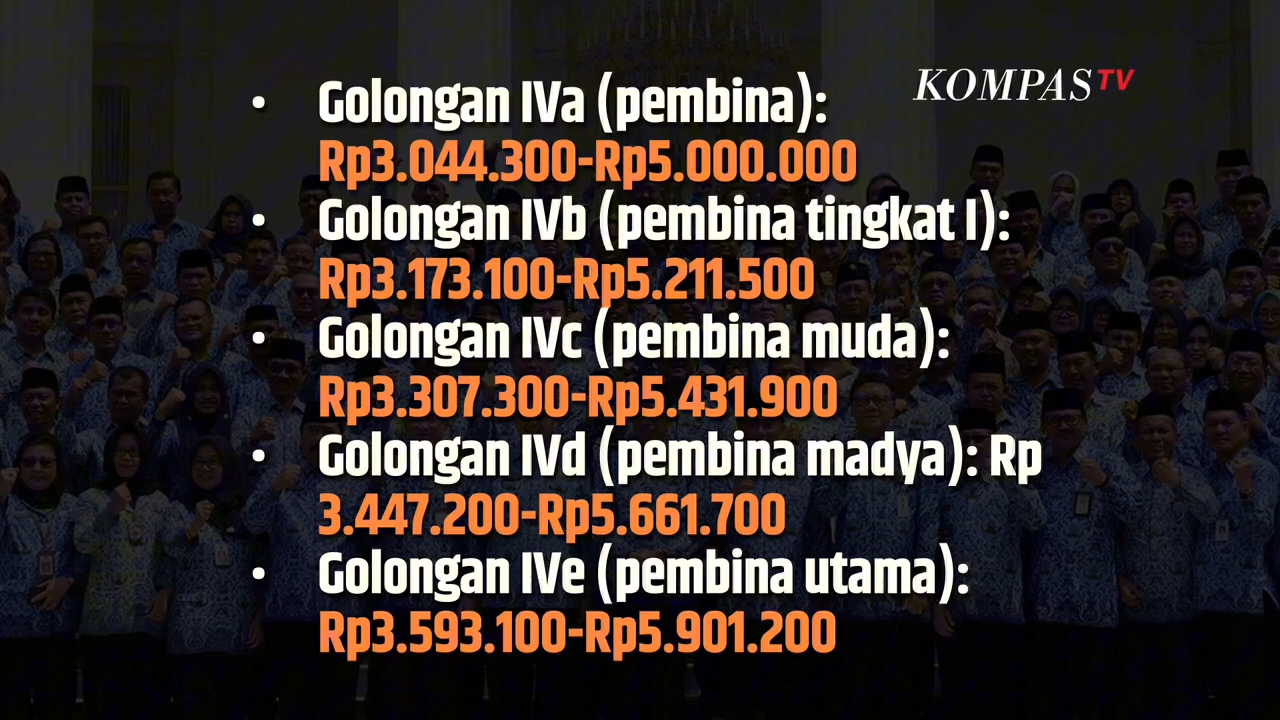 KOMPAS TV
• Golongan IVa (pembina):
Rp3.044.300-Rp5.000.000
• Golongan IVb (pembina tingkat I):
Rp3.173.100-Rp5.211.500
• Golongan IVc (pembina muda):
Rp3.307.300-Rp5.431.900
• Golongan IVd (pembina madya): Rp
3.447.200-Rp5.661.700
• Golongan IVe (pembina utama):
Rp3.593.100-Rp5.901.200